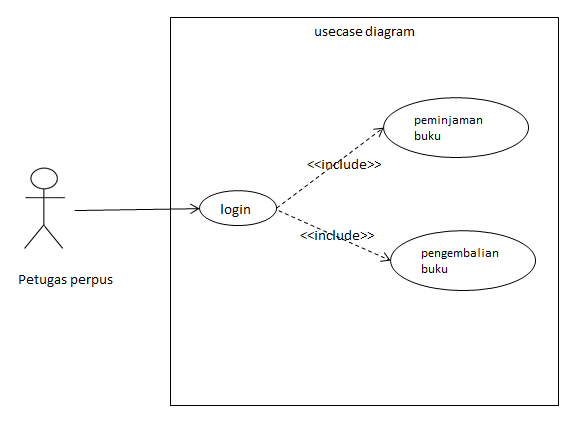 usecase diagram
peminjaman
buku
<<include>>
login
<<include>>
pengembalian
buku
Petugas perpus